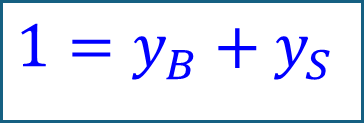 1 = y_B + y_S